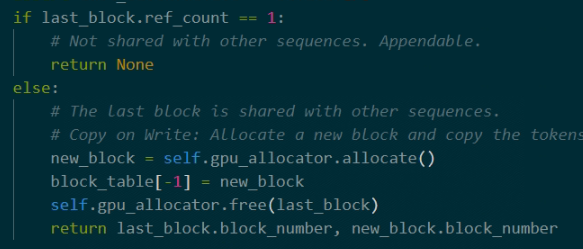 if last_block.ref_count == 1:
# Not shared with other sequences. Appendable.
return None
else:
# The last block is shared with other sequences.
# Copy on Write: Allocate a new block and copy the tokens
new_block = self.gpu_allocator.allocate()
block_table[-1] = new_block
self.gpu_allocator.free(last_block)
return last_block.block_number, new_block.block_number